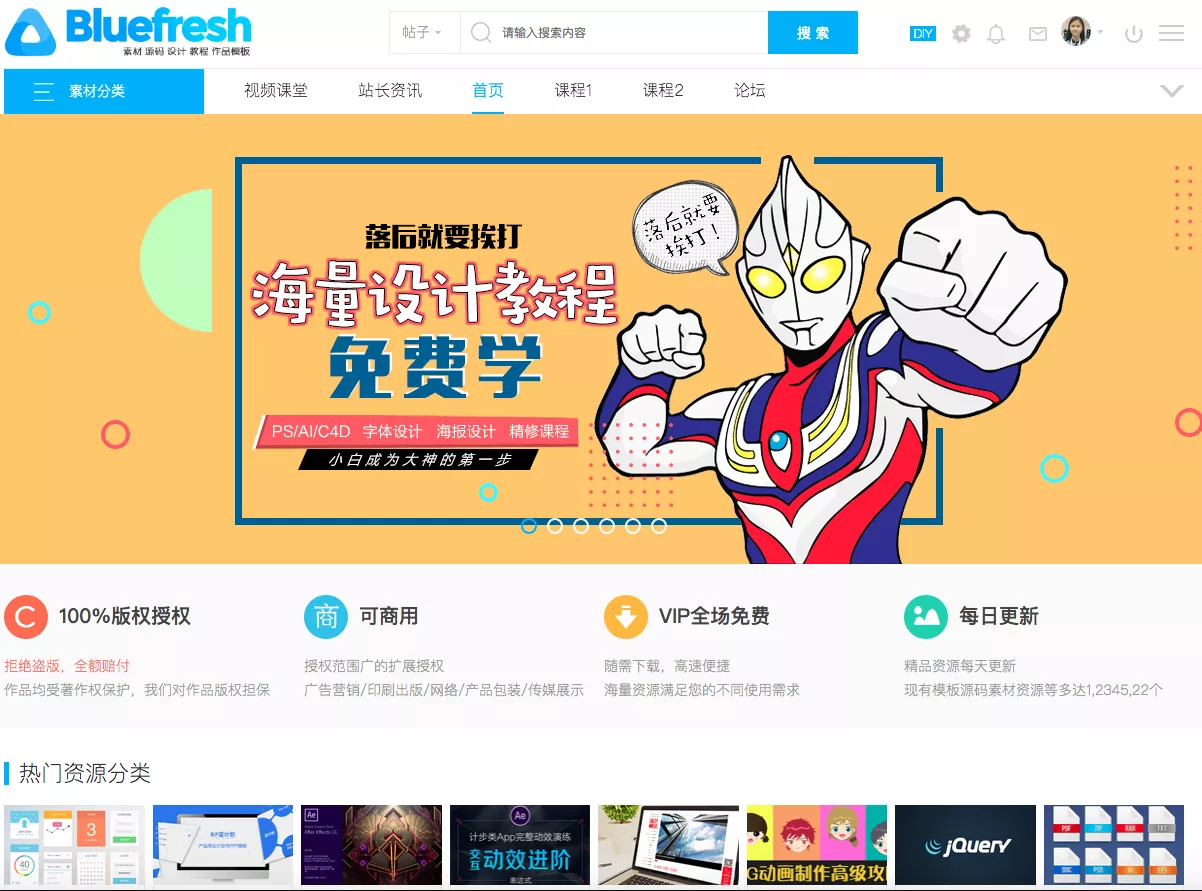 Bluefresh
素材 源码 设计 教程 作品模板
帖子
请输入搜索内容
搜 索
DIY
素材分类
视频课堂
站长资讯
首页
课程1
课程2
论坛
落后就要挨打
海量设计教程
免费学
PS/AI/C4D 字体设计 海报设计 精修课程
小白成为大神的第一步
落后就要
挨打！
C
100%版权授权
拒绝盗版，全额赔付
作品均受著作权保护，我们对作品版权担保
商
可商用
授权范围广的扩展授权
广告营销/印刷出版/网络/产品包装/传媒展示
VIP全场免费
随需下载，高速便捷
海量资源满足您的不同使用需求
每日更新
精品资源每天更新
现有模板源码素材资源等多达1,2345,22个
热门资源分类
3
40
Ae
After Effects CC
Ae
计步类App完整动效演练
交互
动效进阶
表达式
G动画制作高级攻
jQuery
PDF
ZIP
RAR
TXT
DOC
PSD
AI
EPS